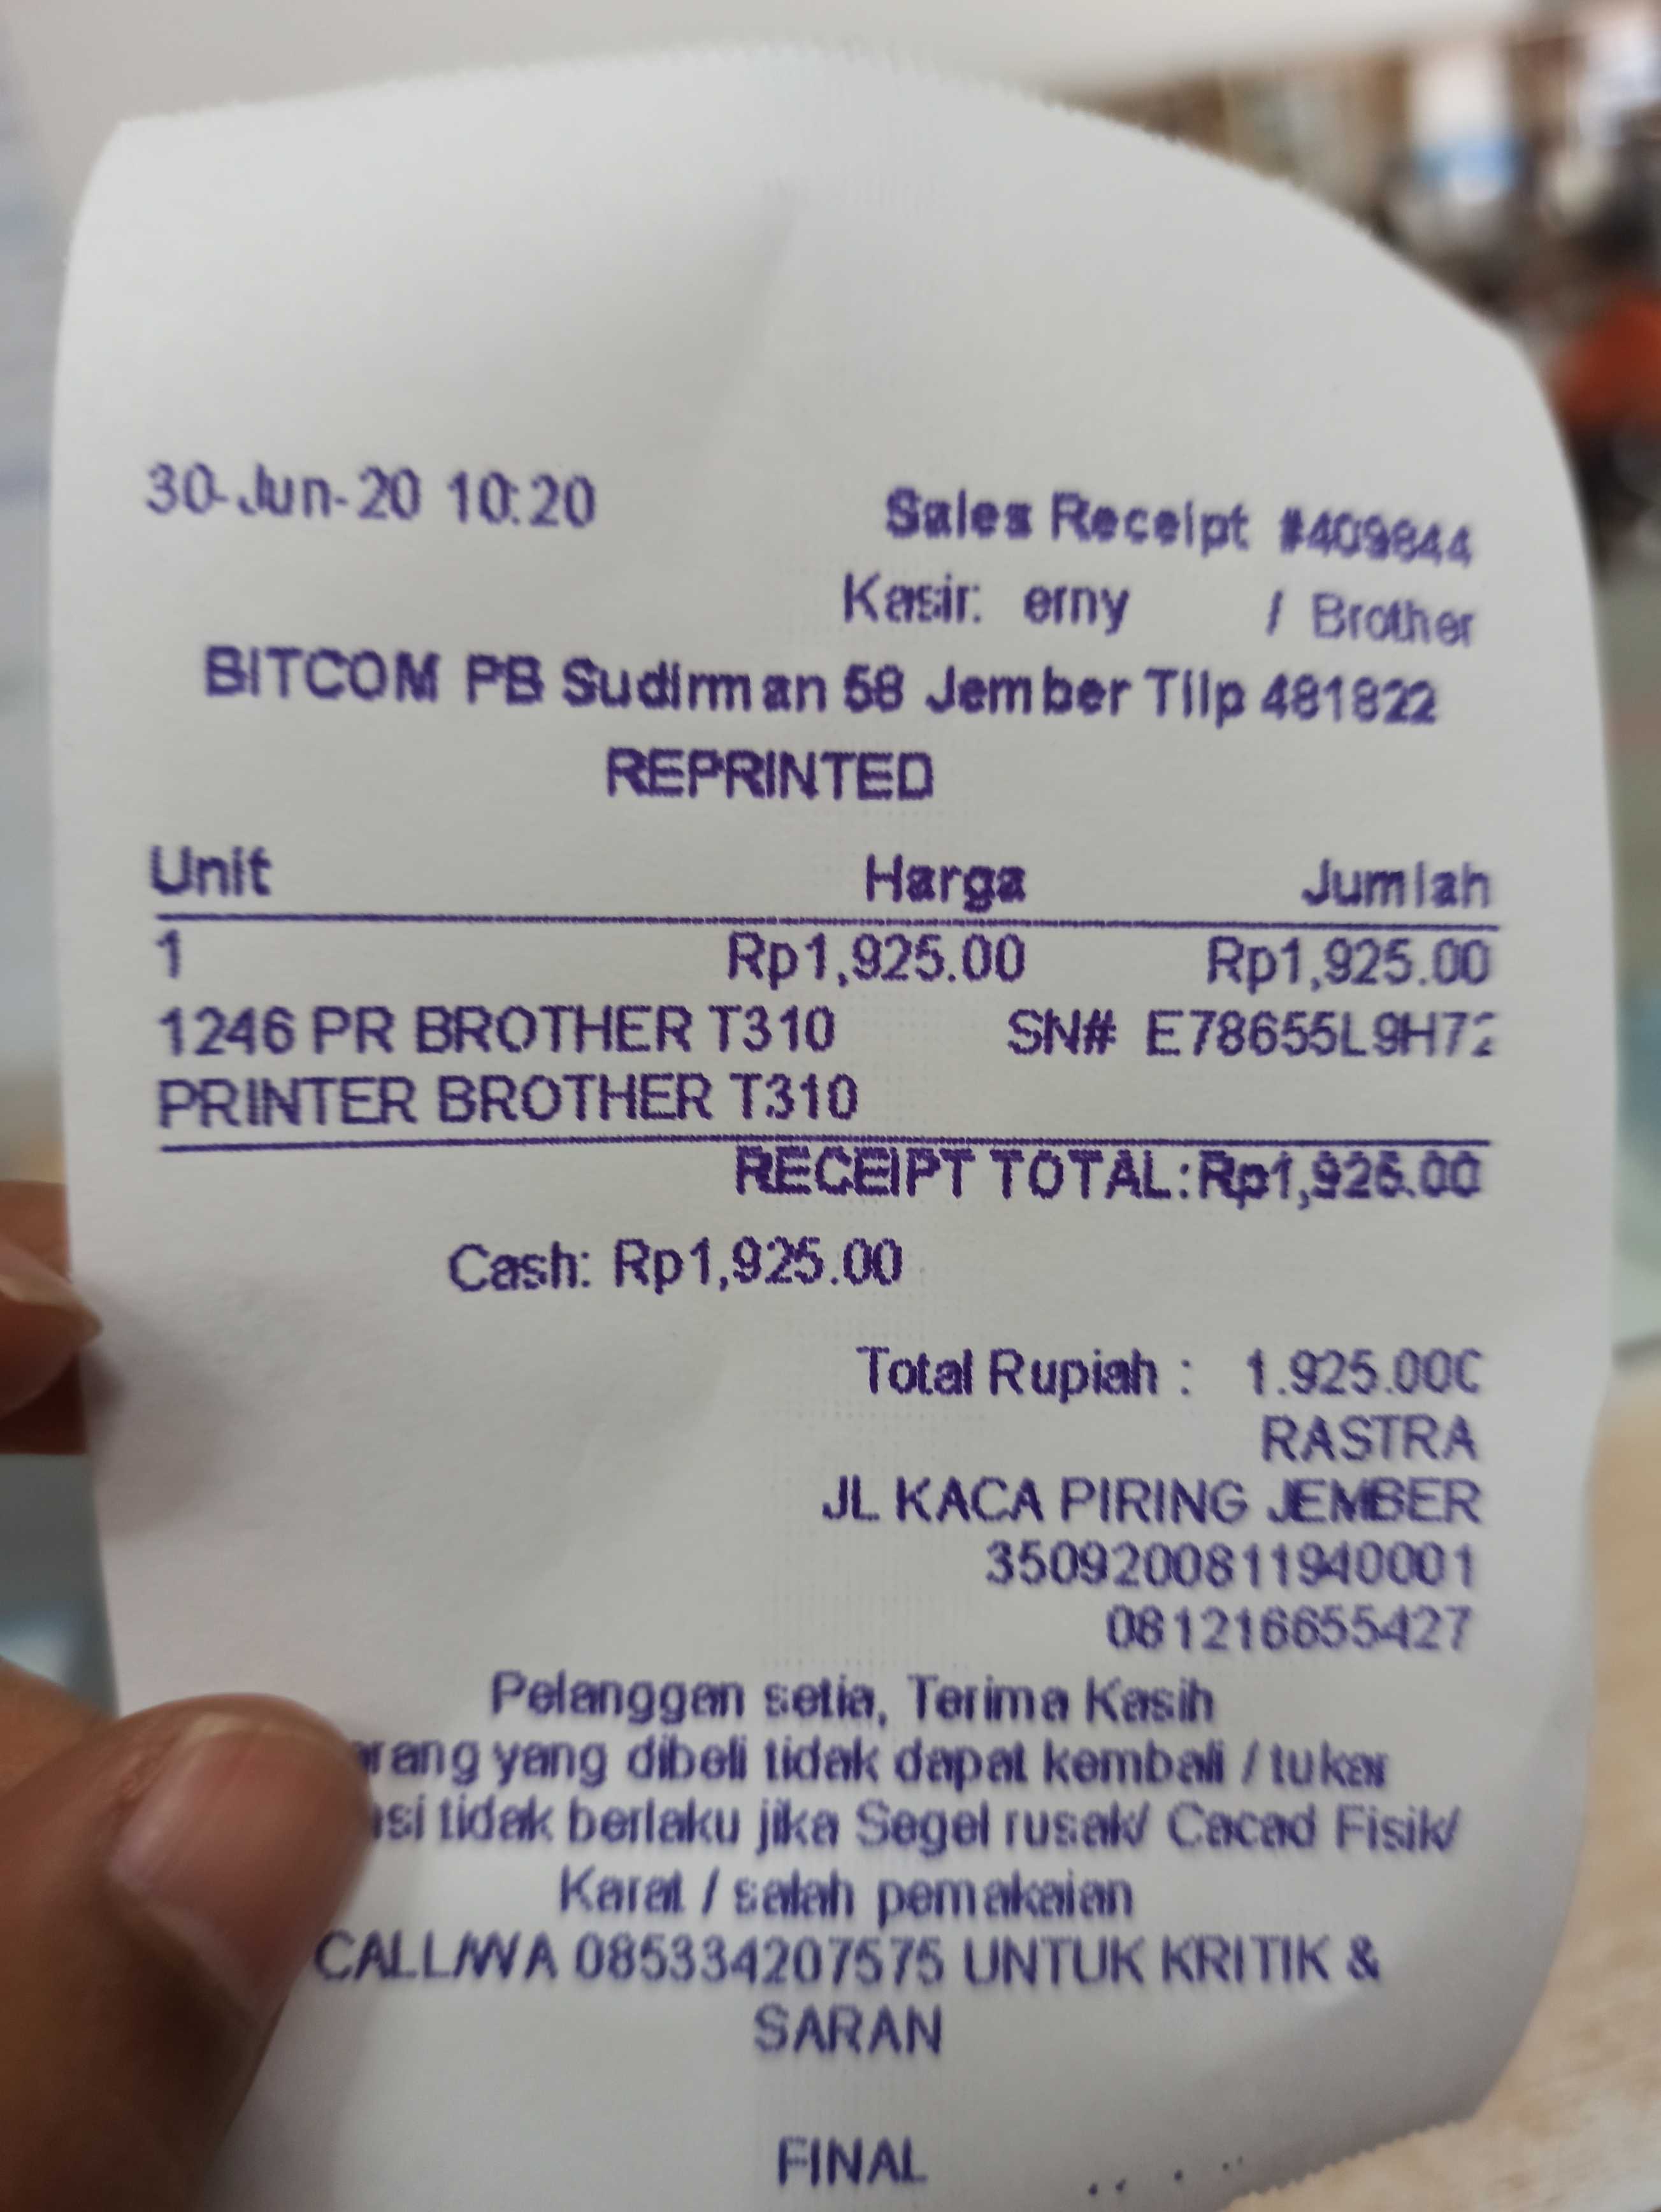 30-Jun-20 10:20
Sales Receipt #409844
Kasir: erny / Brother
BITCOM PB Sudirman 58 Jember Tllp 481822
REPRINTED
Unit Harga Jumlah
1 Rp1,925.00 Rp1,925.00
1246 PR BROTHER T310 SN# E78655L9H72
PRINTER BROTHER T310
RECEIPT TOTAL: Rp1,925.00
Cash: Rp1,925.00
Total Rupiah : 1.925.000
RASTRA
JL KACA PIRING JEMBER
3509200811940001
081216655427
Pelanggan setia, Terima Kasih
yang dibeli tidak dapat kembali / tukar
tidak berlaku jika Segel rusak/ Cacad Fisik/
Karat / salah pemakaian
CALL/WA 085334207575 UNTUK KRITIK &
SARAN
FINAL